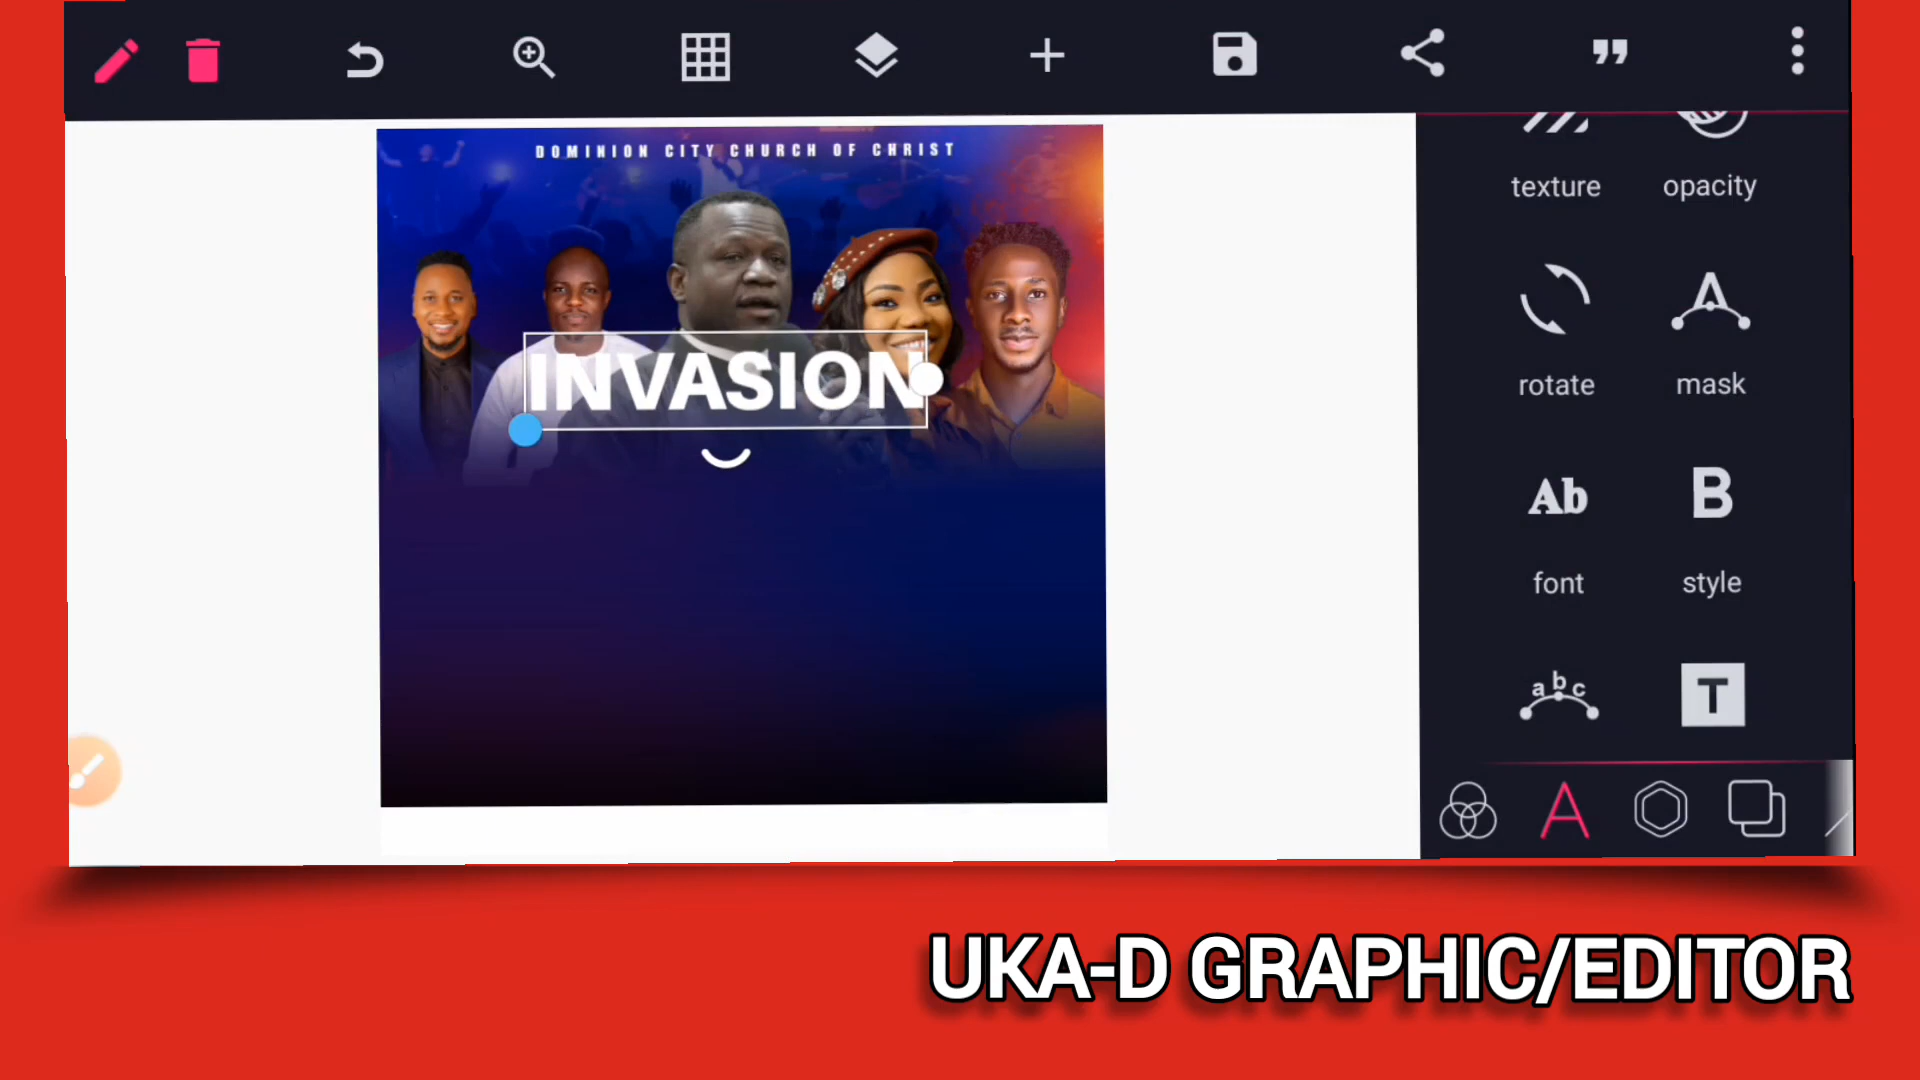 DOMINION CITY CHURCH OF CHRIST
texture opacity
INVASION
rotate mask
Ab B
font style
abc T
A
UKA-D GRAPHIC/EDITOR